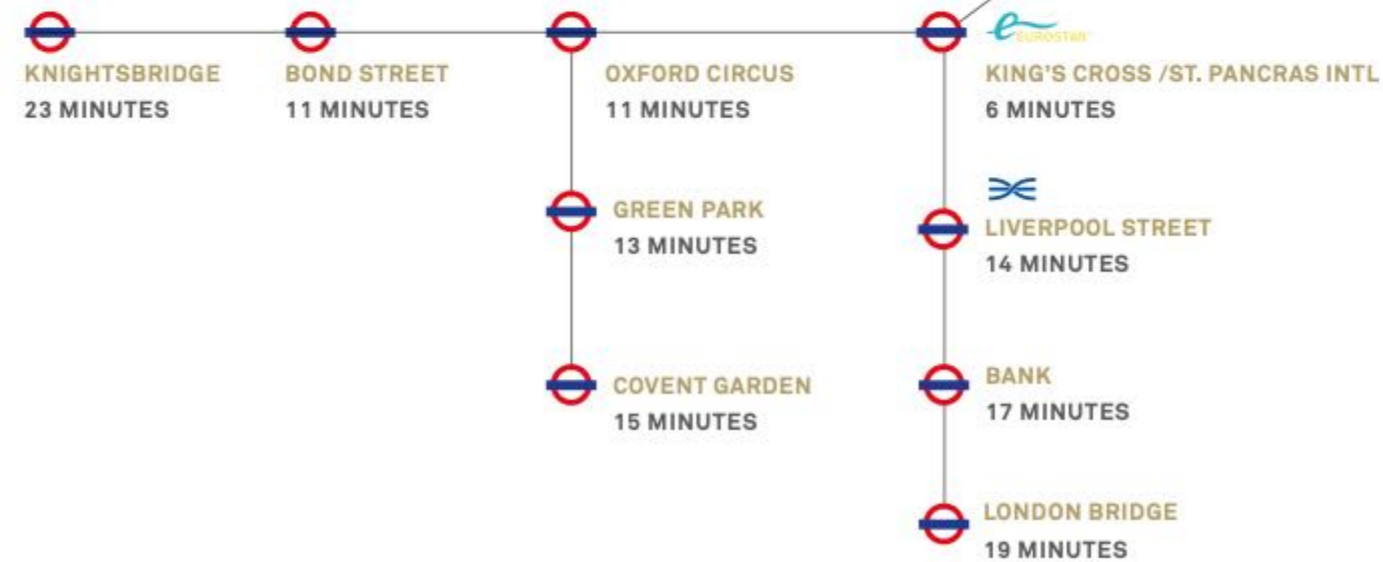 KNIGHTSBRIDGE
23 MINUTES
BOND STREET
11 MINUTES
OXFORD CIRCUS
11 MINUTES
EUROSTAR
KING'S CROSS /ST. PANCRAS INTL
6 MINUTES
GREEN PARK
13 MINUTES
LIVERPOOL STREET
14 MINUTES
COVENT GARDEN
15 MINUTES
BANK
17 MINUTES
LONDON BRIDGE
19 MINUTES